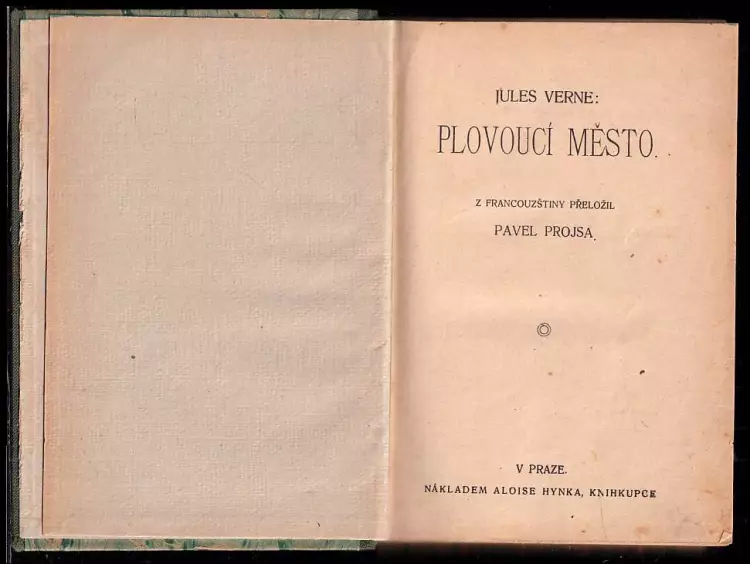 JULES VERNE:
PLOVOUCÍ MĚSTO.
Z FRANCOUZŠTINY PŘELOŽIL
PAVEL PROJSA.
V PRAZE.
NÁKLADEM ALOISE HYNKA, KNIHKUPCE